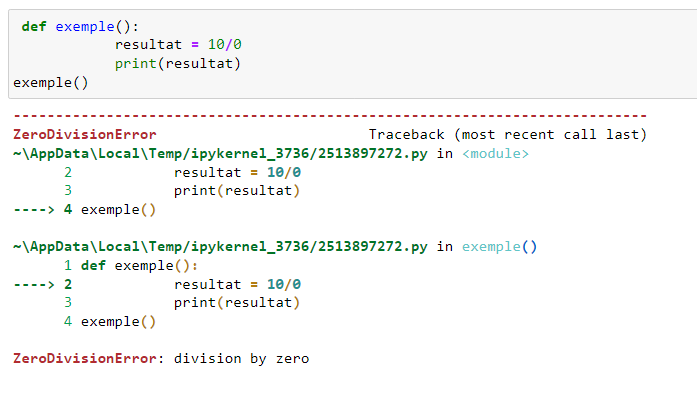 def exemple():
resultat = 10/0
print(resultat)
exemple()
---------------------------------------------------------------------------
ZeroDivisionError Traceback (most recent call last)
~\AppData\Local\Temp/ipykernel_3736/2513897272.py in <module>
2 resultat = 10/0
3 print(resultat)
----> 4 exemple()
~\AppData\Local\Temp/ipykernel_3736/2513897272.py in exemple()
1 def exemple():
----> 2 resultat = 10/0
3 print(resultat)
4 exemple()
ZeroDivisionError: division by zero